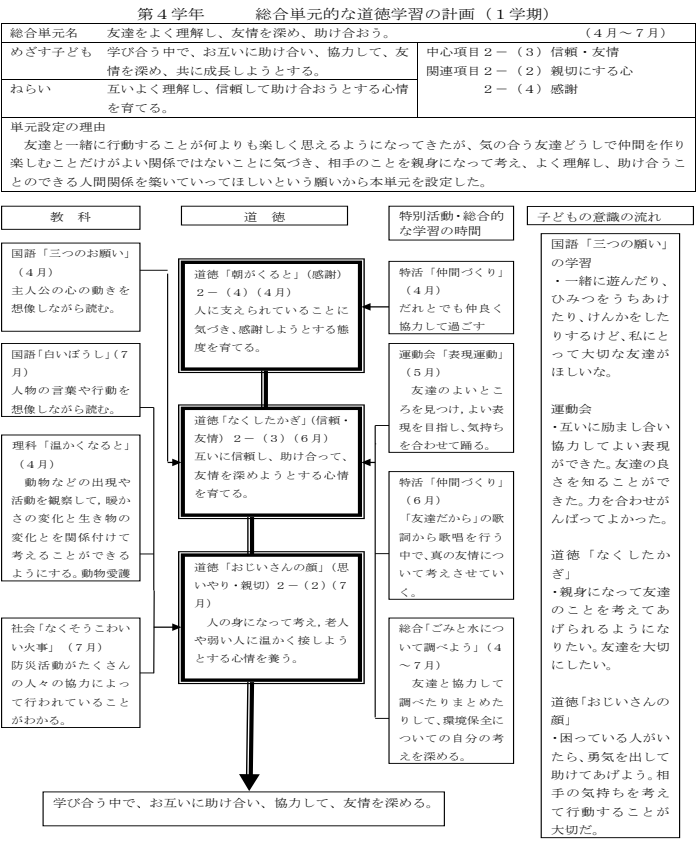 第４学年　　総合単元的な道徳学習の計画（１学期）
総合単元名　友達をよく理解し、友情を深め、助け合おう。　（４月～７月）
めざす子ども　学び合う中で、お互いに助け合い、協力して、友
情を深め、共に成長しようとする。
中心項目２－（３）信頼・友情
関連項目２－（２）親切にする心
２－（４）感謝
ねらい　互いよく理解し、信頼して助け合おうとする心情
を育てる。
単元設定の理由
友達と一緒に行動することが何よりも楽しく思えるようになってきたが、気の合う友達どうしで仲間を作り
楽しむことだけがよい関係ではないことに気づき、相手のことを親身になって考え、よく理解し、助け合うこ
とのできる人間関係を築いていってほしいという願いから本単元を設定した。
教　科
国語「三つのお願い」
（４月）
主人公の心の動きを
想像しながら読む。
国語「白いぼうし」（７
月）
人物の言葉や行動を
想像しながら読む。
理科「温かくなると」
（４月）
動物などの出現や
活動を観察して，暖か
さの変化と生き物の
変化とを関係付けて
考えることができる
ようにする。動物愛護
社会「なくそうこわい
い火事」（７月）
防災活動がたくさん
の人々の協力によっ
て行われていること
がわかる。
道　徳
道徳「朝がくると」（感謝）
２－（４）（４月）
人に支えられていることに
気づき、感謝しようとする態
度を育てる。
道徳「なくしたかぎ」（信頼・
友情）２－（３）（６月）
互いに信頼し、助け合って、
友情を深めようとする心情
を育てる。
道徳「おじいさんの顔」（思
いやり・親切）２－（２）（７
月）
人の身になって考え，老人
や弱い人に温かく接しよう
とする心情を養う。
特別活動・総合的
な学習の時間
特活「仲間づくり」
（４月）
だれとでも仲良く
協力して過ごす
運動会「表現運動」
（５月）
友達のよいとこ
ろを見つけ，よい表
現を目指し、気持ち
を合わせて踊る。
特活「仲間づくり」
（６月）
「友達だから」の歌
詞から歌唱を行う
中で、真の友情につ
いて考えさせてい
く。
総合「ごみと水につ
いて調べよう」（４
～７月）
友達と協力して
調べたりまとめた
りして、環境保全に
ついての自分の考
えを深める。
子どもの意識の流れ
国語「三つの願い」
の学習
・一緒に遊んだり、
ひみつをうちあけ
たり、けんかをした
りするけど、私にと
って大切な友達が
ほしいな。
運動会
・互いに励まし合い
協力してよい表現
ができた。友達の良
さを知ることがで
きた。力を合わせが
んばってよかった。
道徳「なくしたか
ぎ」
・親身になって友達
のことを考えてあ
げられるようにな
りたい。友達を大切
にしたい。
道徳「おじいさんの
顔」
・困っている人がい
たら、勇気を出して
助けてあげよう。相
手の気持ちを考え
て行動することが
大切だ。
学び合う中で、お互いに助け合い、協力して、友情を深める。